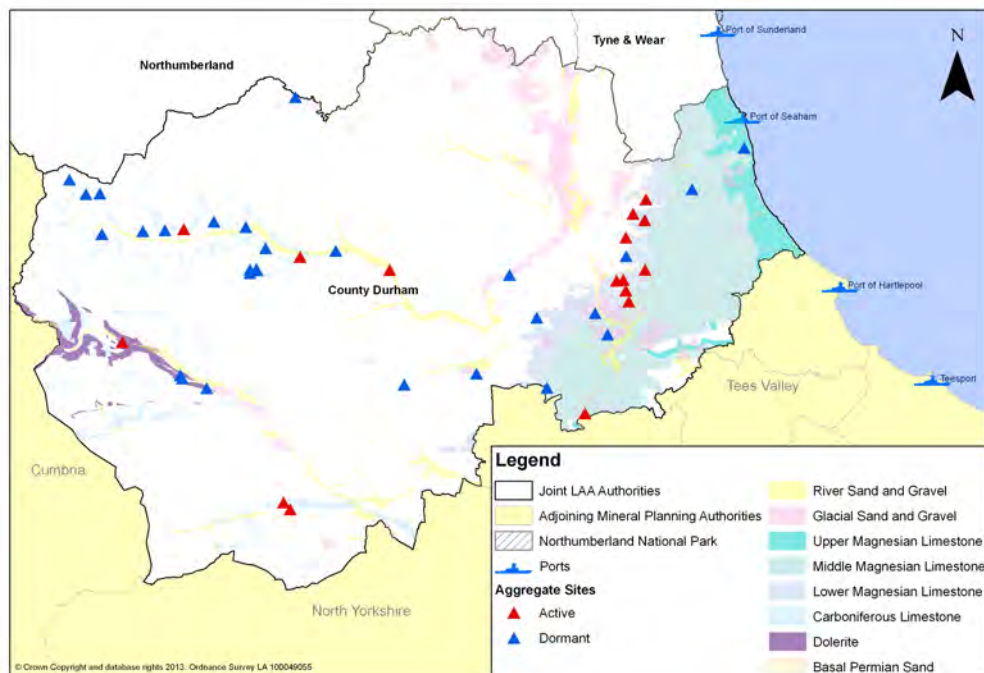 Port of Sunderland
Tyne & Wear
N
Northumberland
Port of Seaham
County Durham
Port of Hartlepool
Teesport
Tees Valley
Cumbria
North Yorkshire
Legend
Joint LAA Authorities
Adjoining Mineral Planning Authorities
Northumberland National Park
Ports
Aggregate Sites
Active
Dormant
River Sand and Gravel
Glacial Sand and Gravel
Upper Magnesian Limestone
Middle Magnesian Limestone
Lower Magnesian Limestone
Carboniferous Limestone
Dolerite
Basal Permian Sand
© Crown Copyright and database rights 2013. Ordnance Survey LA 100049055